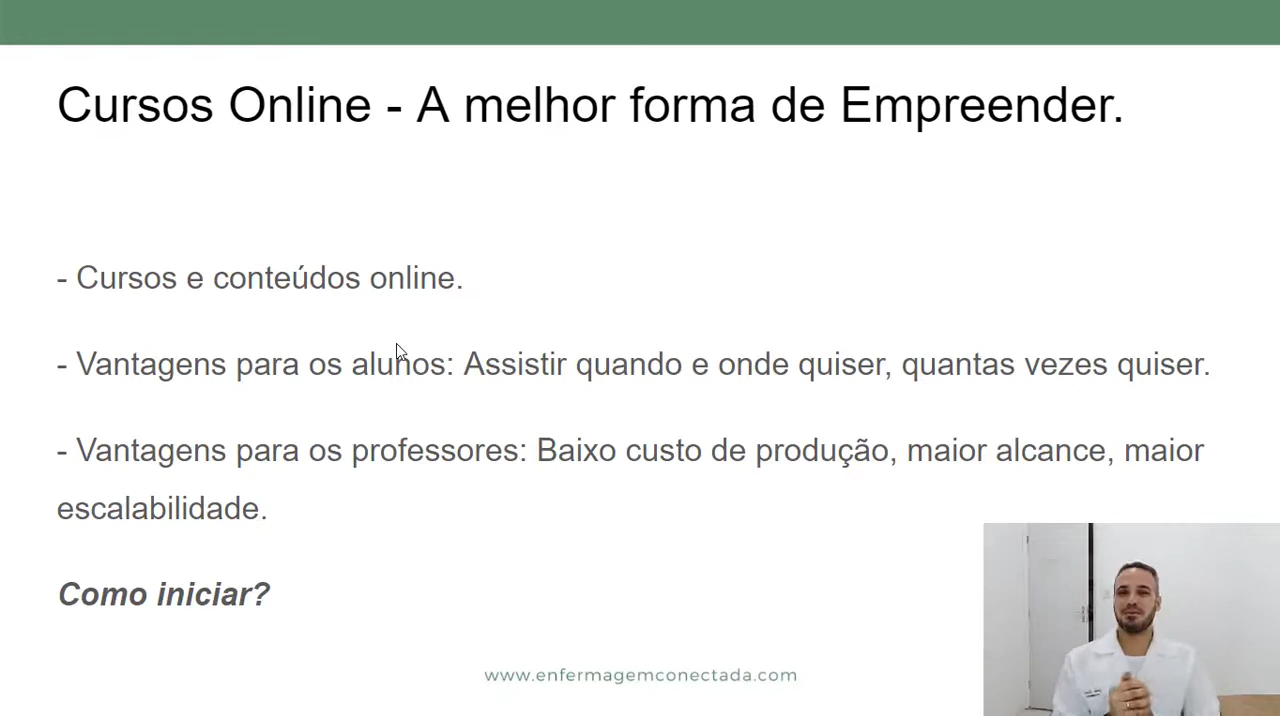 Cursos Online - A melhor forma de Empreender.
- Cursos e conteúdos online.
- Vantagens para os alunos: Assistir quando e onde quiser, quantas vezes quiser.
- Vantagens para os professores: Baixo custo de produção, maior alcance, maior
escalabilidade.
Como iniciar?
www.enfermagemconectada.com